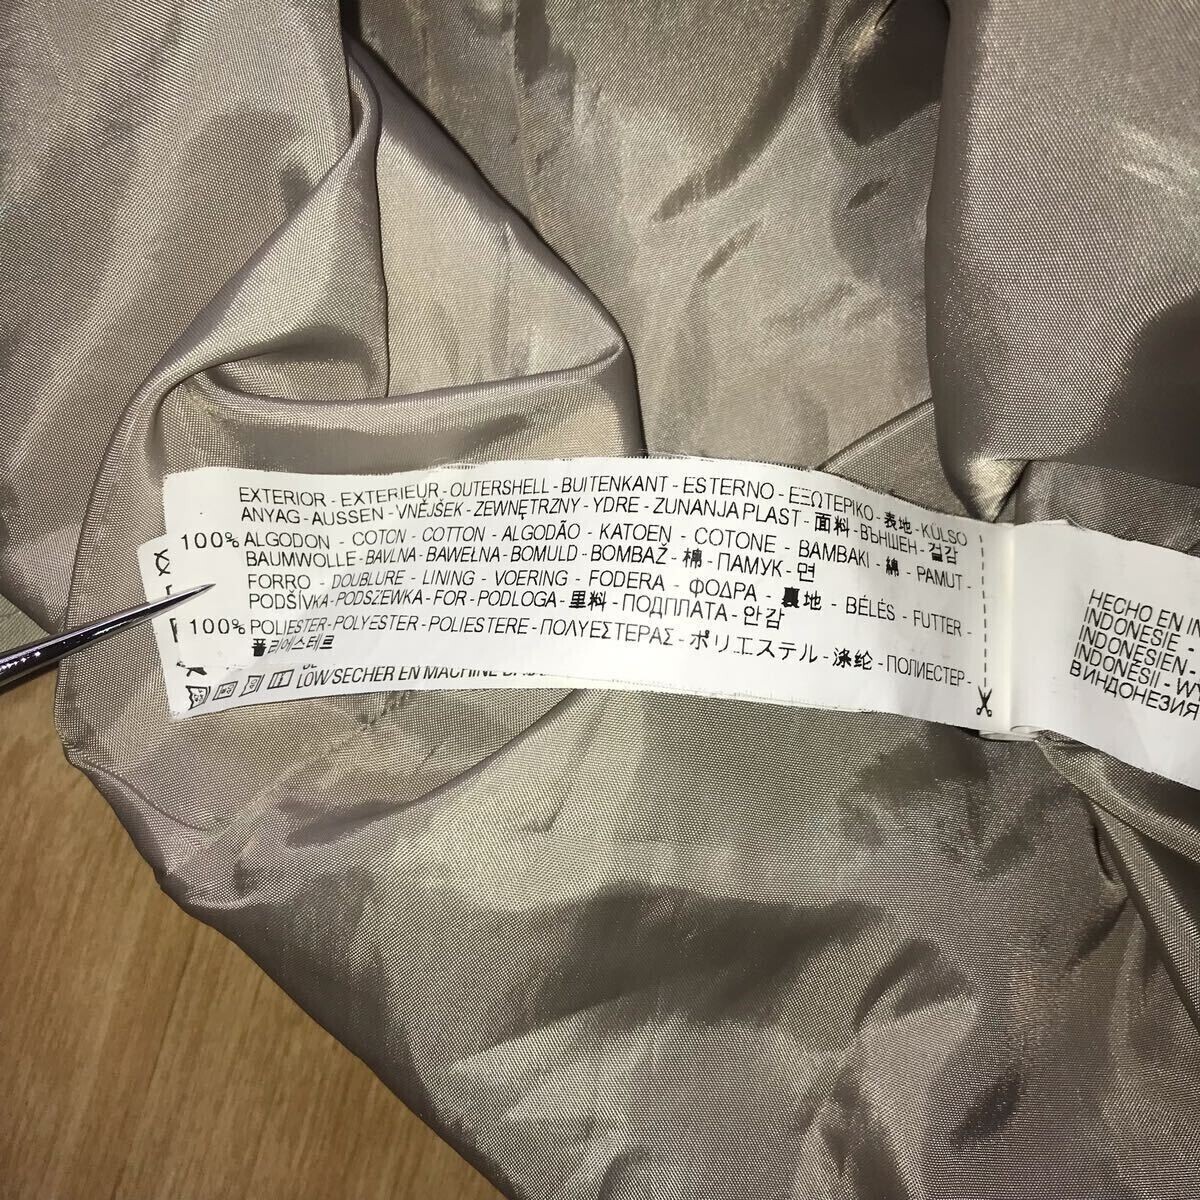 EXTERIOR - EXTERIEUR - OUTERSHELL - BUITENKANT - ESTERNO - ΕΞΩΤΕΡΙΚΟ - 表地 - KÜLSO
ANYAG - AUSSEN - VNĚJŠEK - ZEWNĘTRZNY - YDRE - ZUNANJA PLAST - 面料 - ВЪНШЕН - 겉감
100% ALGODON - COTON - COTTON - ALGODÃO - KATOEN - COTONE - BAMBAKI - 綿 - PAMUT -
BAUMWOLLE - BAVLNA - BAWEŁNA - BOMULD - BOMBAŽ - 棉 - ПАМУК - 면
FORRO - DOUBLURE - LINING - VOERING - FODERA - ΦΟΔΡΑ - 裏地 - BÉLÉS - FUTTER -
PODŠÍVKA - PODSZEWKA - FOR - PODLOGA - 里料 - ПОДПЛАТА - 안감
100% POLIESTER - POLYESTER - POLIESTERE - ΠΟΛΥΕΣΤΕΡΑΣ - ポリエステル - 涤纶 - ПОЛИЕСТЕР -
폴리에스테르
LOW/SECHER EN MACHINE
HECHO EN
INDONESIE -
INDONESIEN -
INDONESII -
ВИНДОНЕЗИЯ